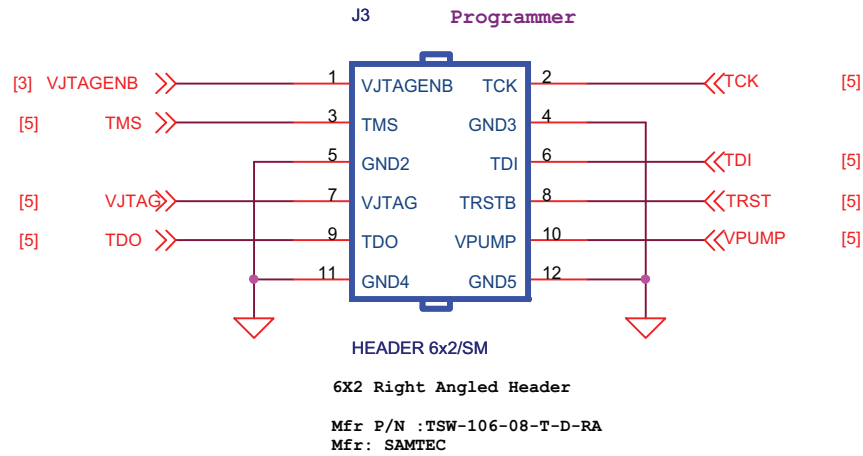 J3 Programmer
[3] VJTAGENB 1 VJTAGENB TCK 2 TCK [5]
[5] TMS 3 TMS GND3 4
5 GND2 TDI 6 TDI [5]
[5] VJTAG 7 VJTAG TRSTB 8 TRST [5]
[5] TDO 9 TDO VPUMP 10 VPUMP [5]
11 GND4 GND5 12
HEADER 6x2/SM
6X2 Right Angled Header
Mfr P/N :TSW-106-08-T-D-RA
Mfr: SAMTEC